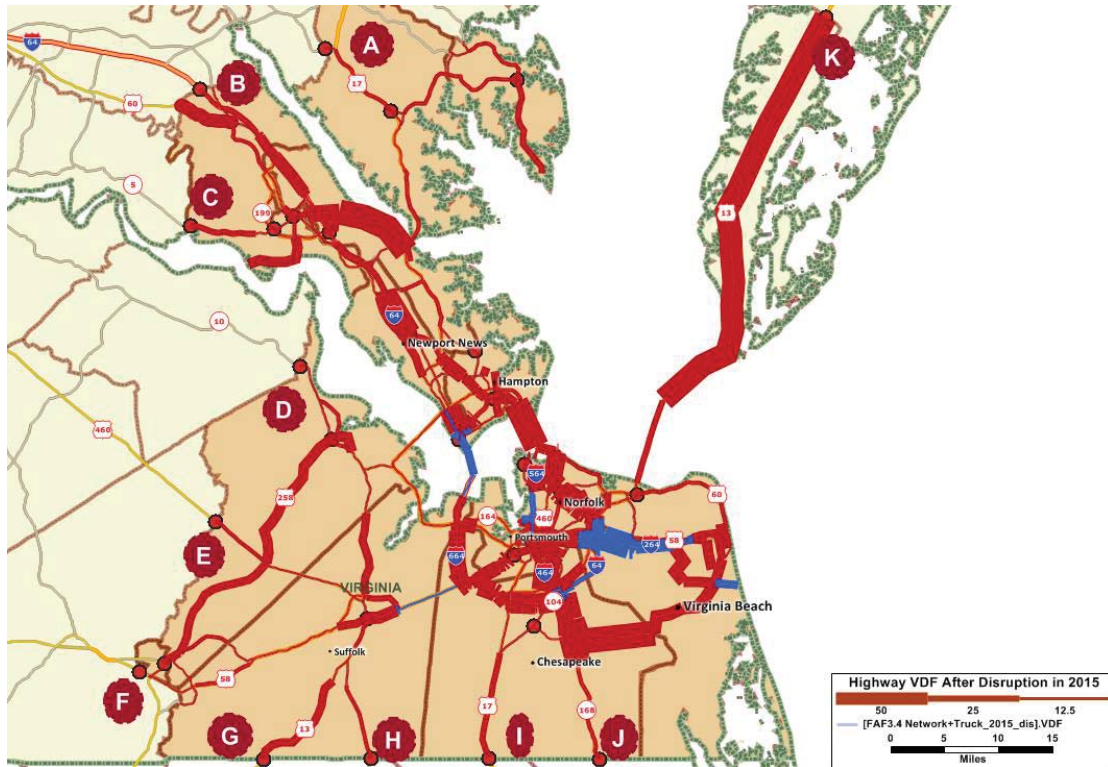 A
K
64
B
17
60
5
C
199
13
64
10
Newport News
Hampton
D
460
258
564
Norfolk
60
164
460
Portsmouth
E
664
264
58
464
64
VIRGINIA
104
Virginia Beach
Suffolk
Chesapeake
58
F
17
168
G
13
H
I
J
Highway VDF After Disruption in 2015
50 25 12.5
[FAF3.4 Network+Truck_2015_dis].VDF
0 5 10 15
Miles